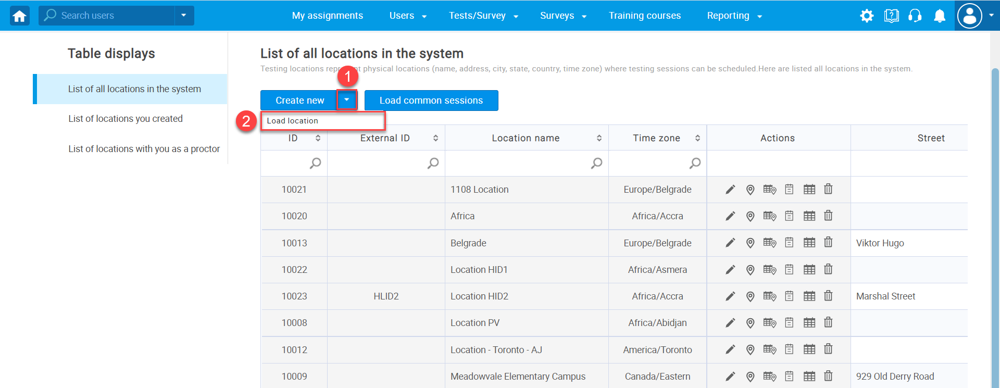 Search users
My assignments
Users
Tests/Survey
Surveys
Training courses
Reporting
Table displays
List of all locations in the system
List of locations you created
List of locations with you as a proctor
List of all locations in the system
Testing locations rep nt physical locations (name, address, city, state, country, time zone) where testing sessions can be scheduled.Here are listed all locations in the system.
1
Create new
Load common sessions
2
Load location
ID External ID Location name Time zone Actions Street
10021 1108 Location Europe/Belgrade
10020 Africa Africa/Accra
10013 Belgrade Europe/Belgrade Viktor Hugo
10022 Location HID1 Africa/Asmera
10023 HLID2 Location HID2 Africa/Accra Marshal Street
10008 Location PV Africa/Abidjan
10012 Location - Toronto - AJ America/Toronto
10009 Meadowvale Elementary Campus Canada/Eastern 929 Old Derry Road